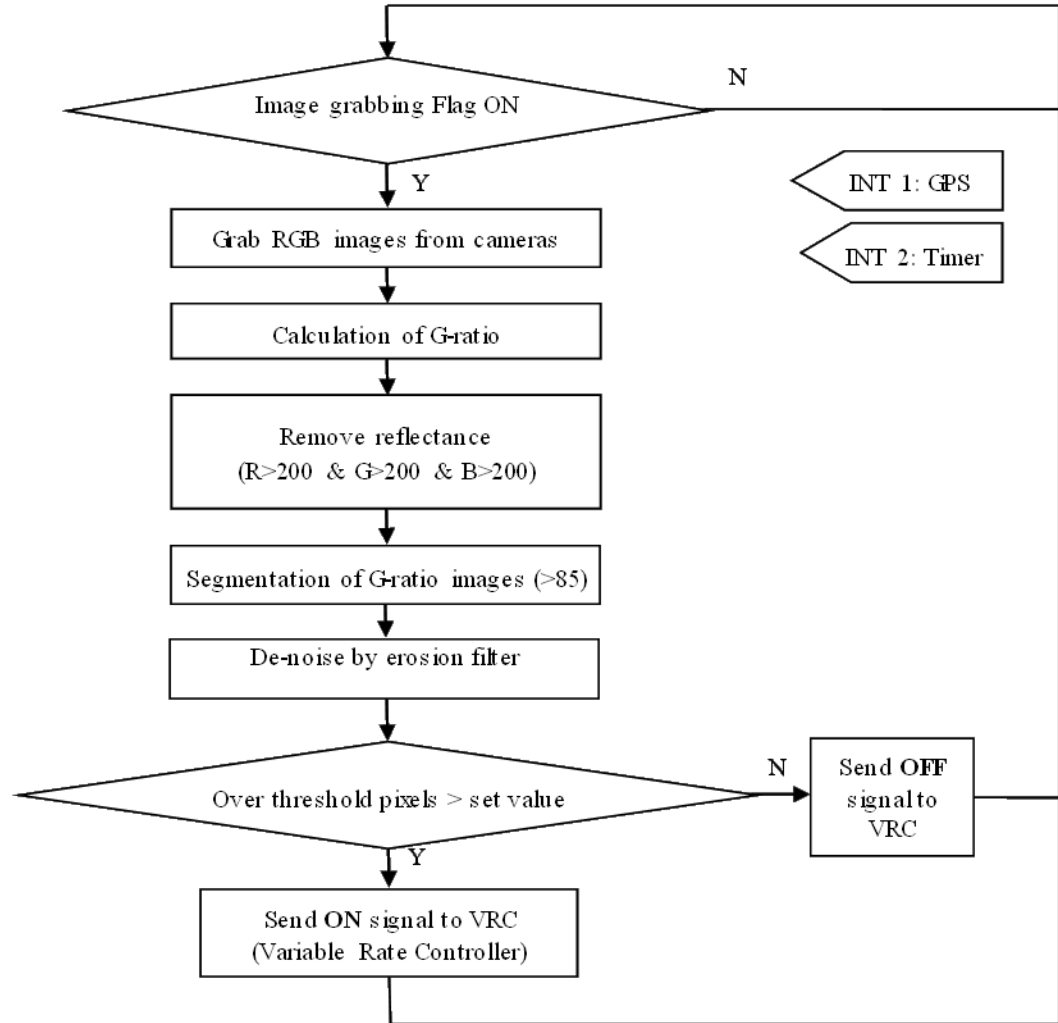 Image grabbing Flag ON
N
Y
INT 1: GPS
Grab RGB images from cameras
INT 2: Timer
Calculation of G-ratio
Remove reflectance
(R>200 & G>200 & B>200)
Segmentation of G-ratio images (>85)
De-noise by erosion filter
Over threshold pixels > set value
N
Send OFF
signal to
VRC
Y
Send ON signal to VRC
(Variable Rate Controller)